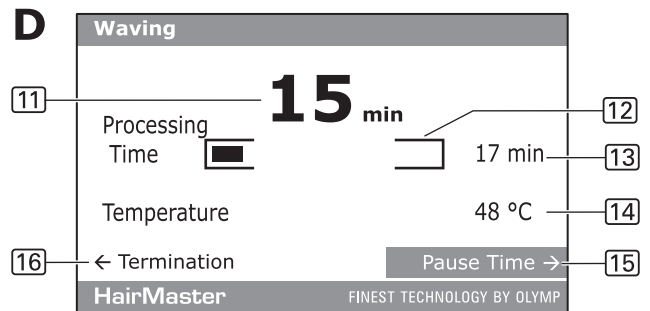 D
Waving
11
15 min
12
Processing
Time
17 min
13
Temperature
48 °C
14
16
← Termination
Pause Time →
15
HairMaster
FINEST TECHNOLOGY BY OLYMP